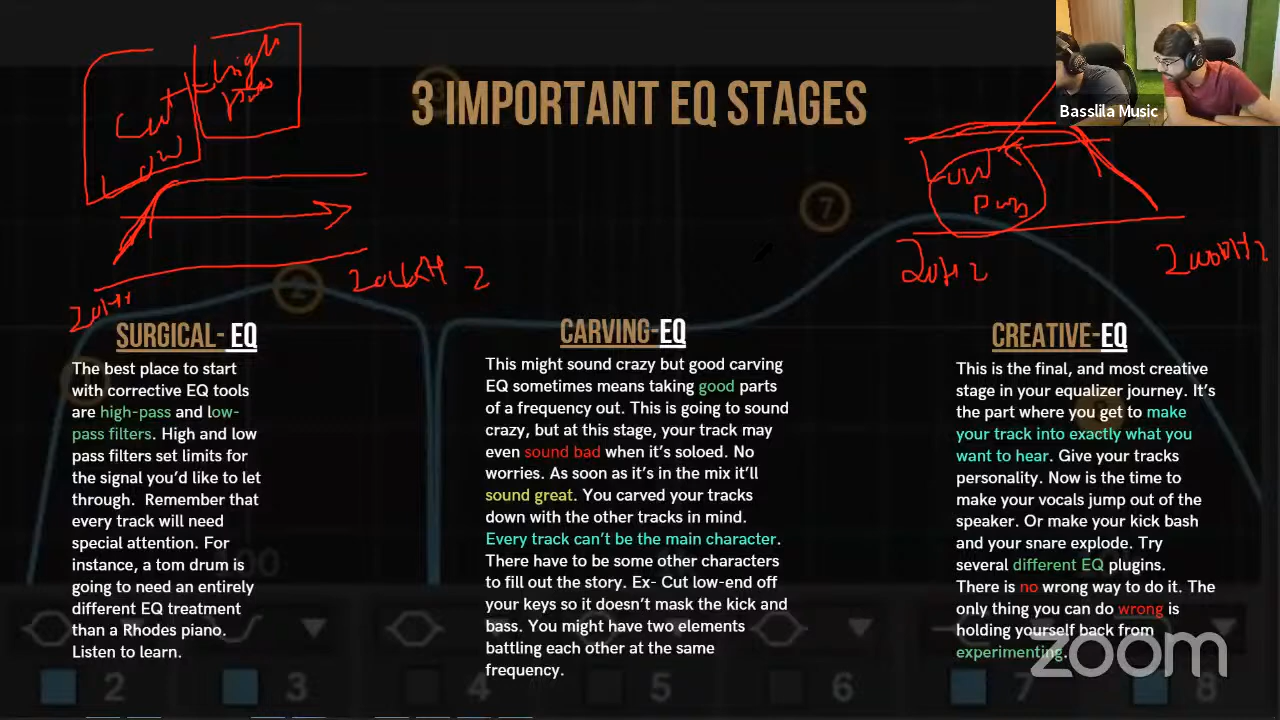 Cut
Low
High
pass
3 IMPORTANT EQ STAGES
Basslila Music
Low
pass
7
2
20Hz
20Hz
SURGICAL- EQ
The best place to start
with corrective EQ tools
are high-pass and low-
pass filters. High and low
pass filters set limits for
the signal you'd like to let
through. Remember that
every track will need
special attention. For
instance, a tom drum is
going to need an entirely
different EQ treatment
than a Rhodes piano.
Listen to learn.
CARVING-EQ
This might sound crazy but good carving
EQ sometimes means taking good parts
of a frequency out. This is going to sound
crazy, but at this stage, your track may
even sound bad when it's soloed. No
worries. As soon as it's in the mix it'll
sound great. You carved your tracks
down with the other tracks in mind.
Every track can't be the main character.
There have to be some other characters
to fill out the story. Ex- Cut low-end off
your keys so it doesn't mask the kick and
bass. You might have two elements
battling each other at the same
frequency.
CREATIVE-EQ
This is the final, and most creative
stage in your equalizer journey. It's
the part where you get to make
your track into exactly what you
want to hear. Give your tracks
personality. Now is the time to
make your vocals jump out of the
speaker. Or make your kick bash
and your snare explode. Try
several different EQ plugins.
There is no wrong way to do it. The
only thing you can do wrong is
holding yourself back from
experimenting.
zoom
2 3 4 5 6 7 8